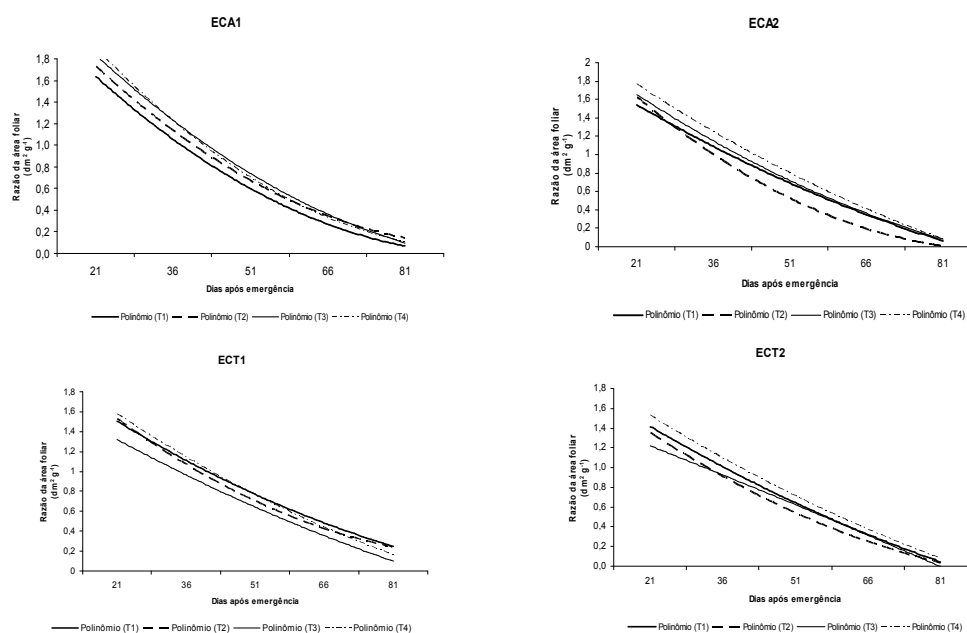 ECA1
Razão da área foliar
(dm² g⁻¹)
1,8
1,6
1,4
1,2
1,0
0,8
0,6
0,4
0,2
0,0
21 36 51 66 81
Dias após emergência
Polinômio (T1) Polinômio (T2) Polinômio (T3) Polinômio (T4)
ECA2
Razão da área foliar
(dm² g⁻¹)
2
1,8
1,6
1,4
1,2
1
0,8
0,6
0,4
0,2
0
21 36 51 66 81
Dias após emergência
Polinômio (T1) Polinômio (T2) Polinômio (T3) Polinômio (T4)
ECT1
Razão da área foliar
(dm² g⁻¹)
1,8
1,6
1,4
1,2
1
0,8
0,6
0,4
0,2
0
21 36 51 66 81
Dias após emergência
Polinômio (T1) Polinômio (T2) Polinômio (T3) Polinômio (T4)
ECT2
Razão da área foliar
(dm² g⁻¹)
1,8
1,6
1,4
1,2
1,0
0,8
0,6
0,4
0,2
0,0
21 36 51 66 81
Dias após emergência
Polinômio (T1) Polinômio (T2) Polinômio (T3) Polinômio (T4)